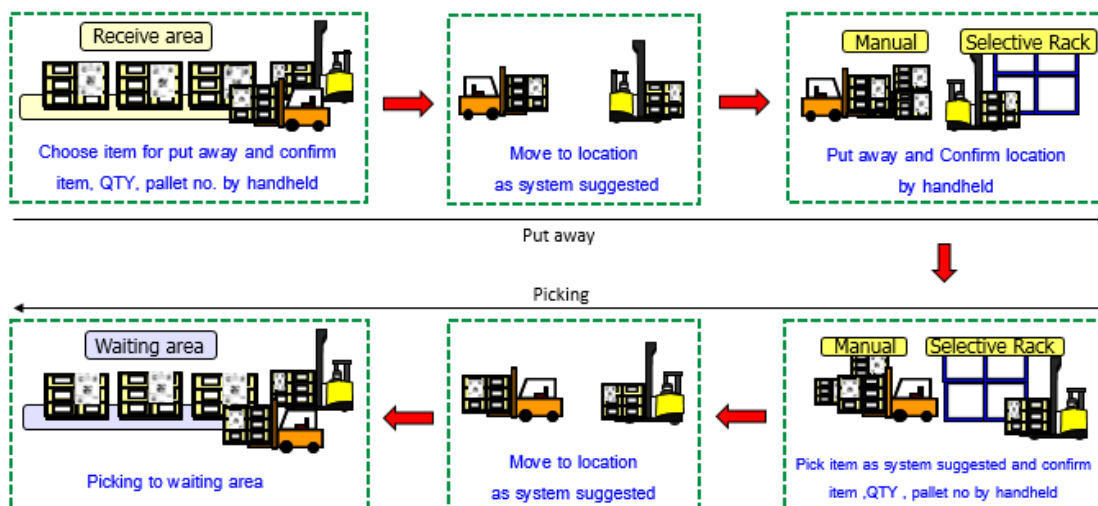 Receive area
Choose item for put away and confirm
item, QTY, pallet no. by handheld
Move to location
as system suggested
Manual
Selective Rack
Put away and Confirm location
by handheld
Put away
Picking
Waiting area
Picking to waiting area
Move to location
as system suggested
Manual
Selective Rack
Pick item as system suggested and confirm
item ,QTY , pallet no by handheld